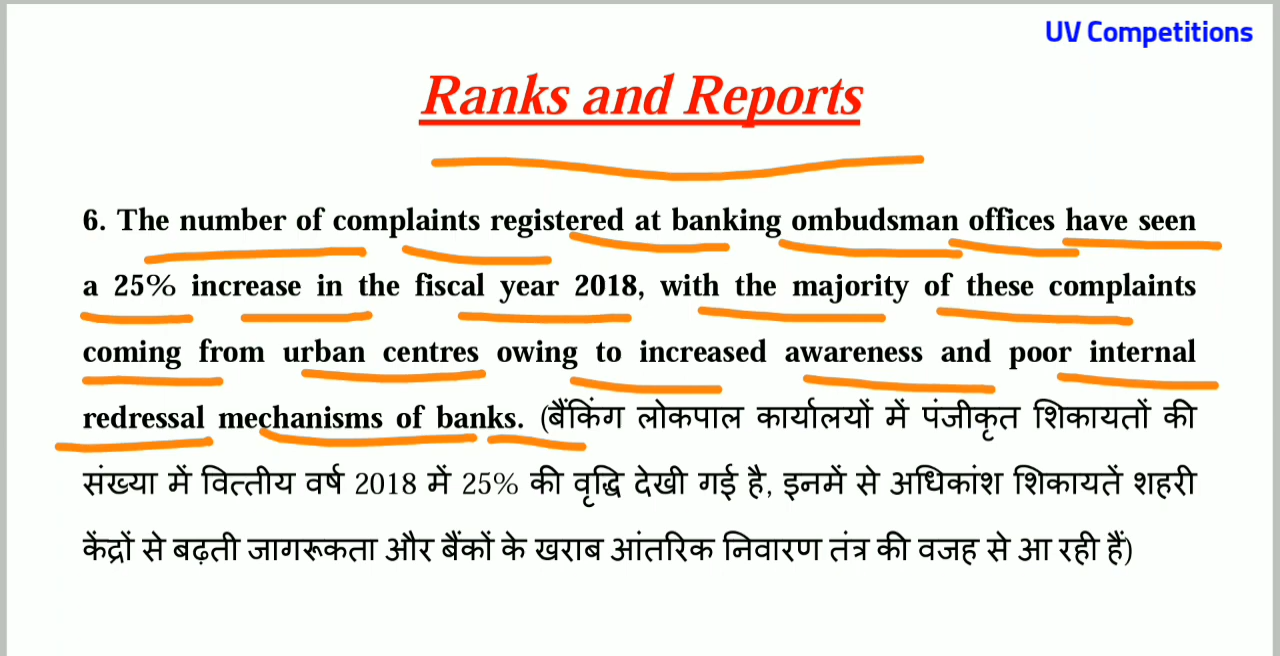 UV Competitions
Ranks and Reports
6. The number of complaints registered at banking ombudsman offices have seen
a 25% increase in the fiscal year 2018, with the majority of these complaints
coming from urban centres owing to increased awareness and poor internal
redressal mechanisms of banks. (बैंकिंग लोकपाल कार्यालयों में पंजीकृत शिकायतों की
संख्या में वित्तीय वर्ष 2018 में 25% की वृद्धि देखी गई है, इनमें से अधिकांश शिकायतें शहरी
केंद्रों से बढ़ती जागरूकता और बैंकों के खराब आंतरिक निवारण तंत्र की वजह से आ रही हैं)